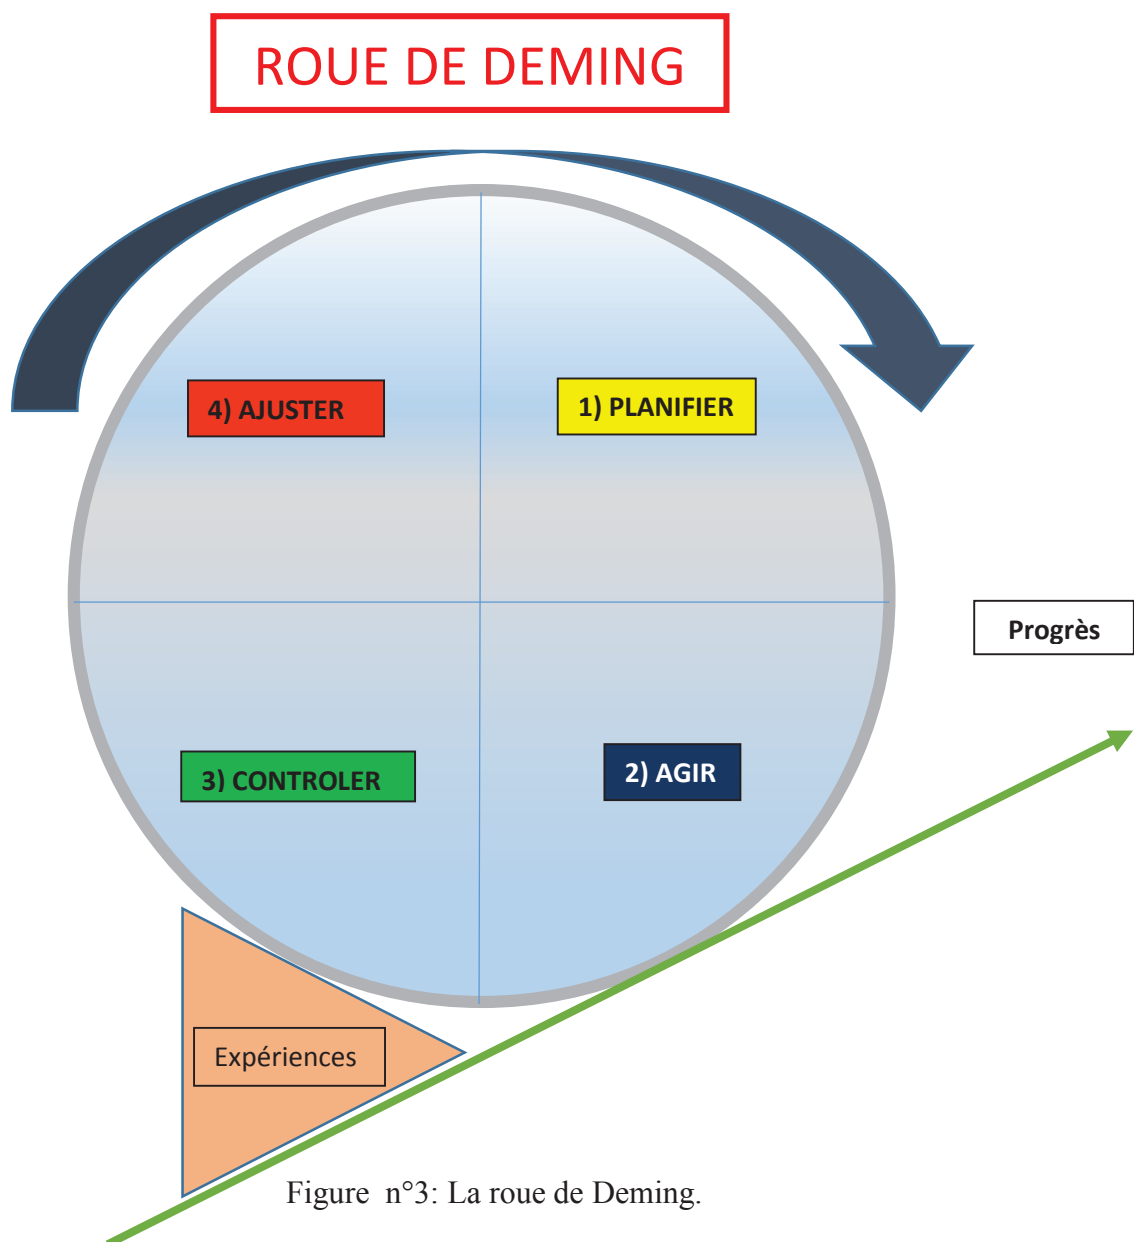 ROUE DE DEMING
4) AJUSTER
1) PLANIFIER
Progrès
3) CONTROLER
2) AGIR
Expériences
Figure n°3: La roue de Deming.